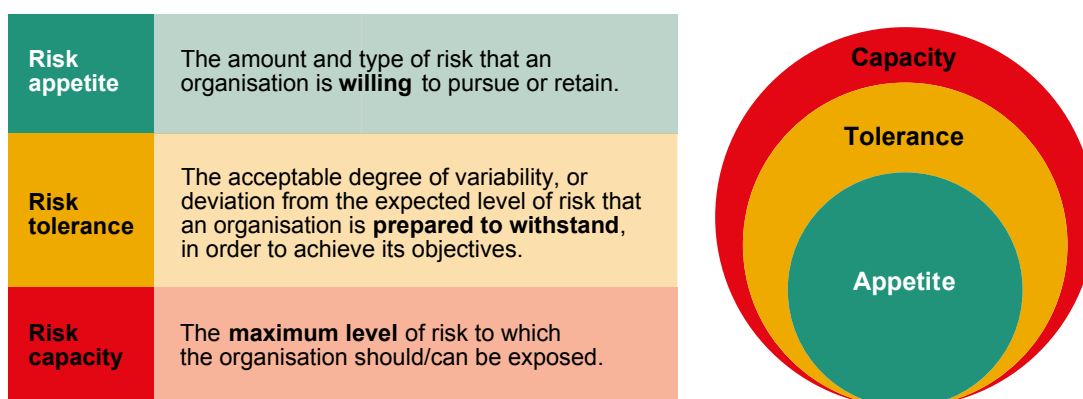 Risk
appetite
The amount and type of risk that an
organisation is willing to pursue or retain.
Risk
tolerance
The acceptable degree of variability, or
deviation from the expected level of risk that
an organisation is prepared to withstand,
in order to achieve its objectives.
Risk
capacity
The maximum level of risk to which
the organisation should/can be exposed.
Capacity
Tolerance
Appetite